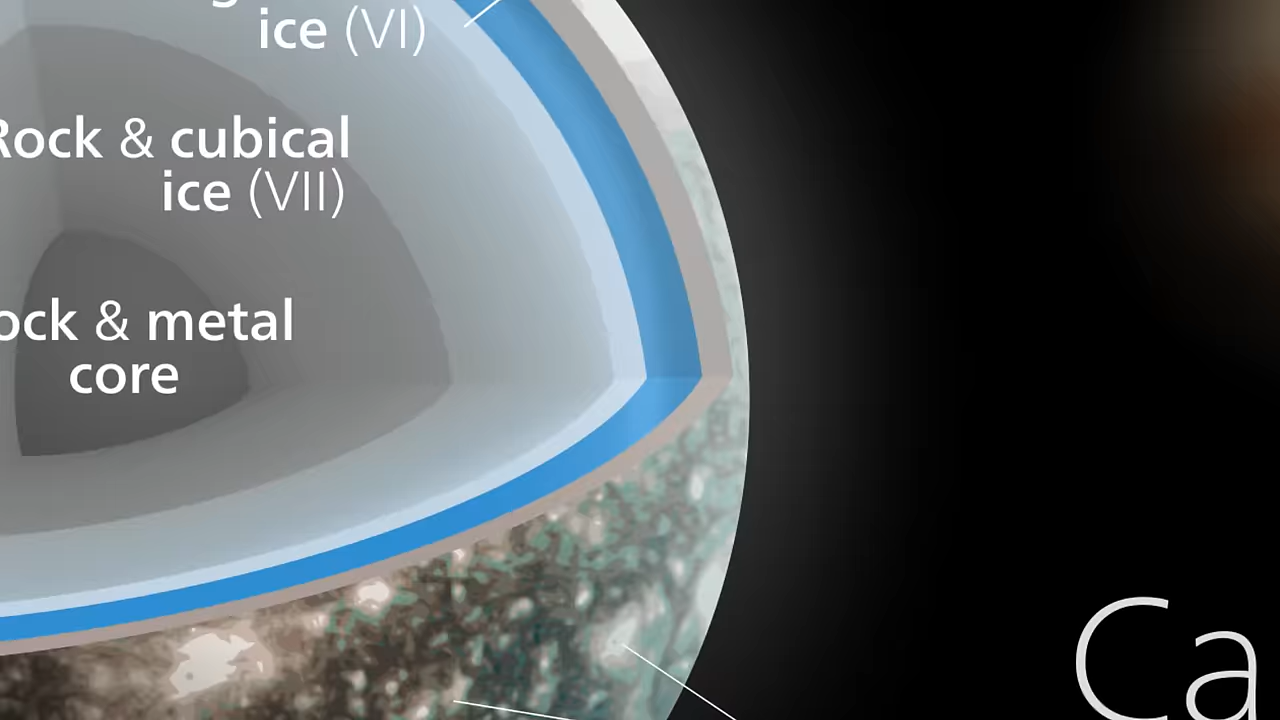 ice (VI)
Rock & cubical
ice (VII)
ock & metal
core
Ca